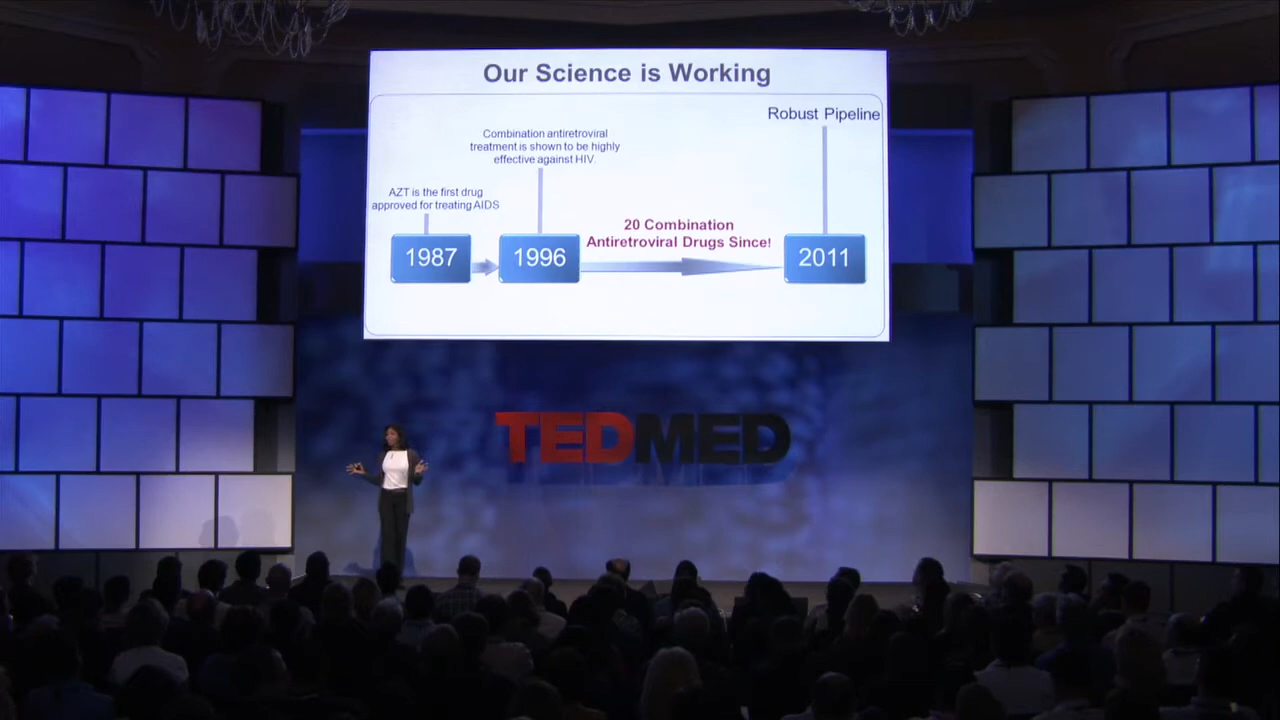 Our Science is Working
Robust Pipeline
Combination antiretroviral
treatment is shown to be highly
effective against HIV.
AZT is the first drug
approved for treating AIDS
20 Combination
Antiretroviral Drugs Since!
1987
1996
2011
TEDMED